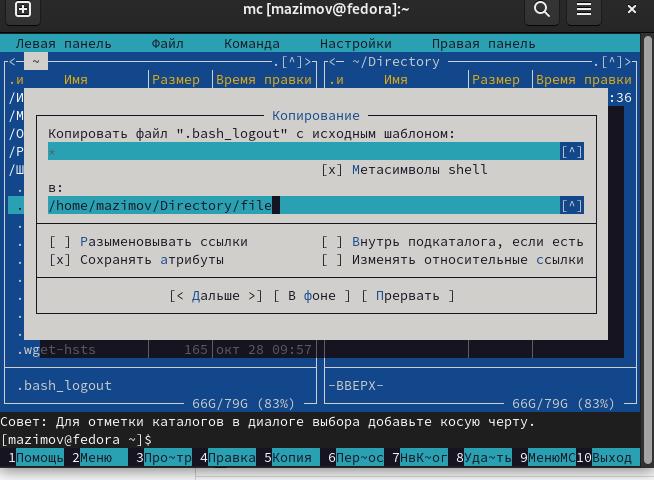 mc [mazimov@fedora]:~
Левая панель Файл Команда Настройки Правая панель
<─ ~ .[^]> <─ ~/Directory .[^]>
.и Имя Размер Время правки .и Имя Размер Время правки
/И :36
/М
/О
/Р
/Ш
Копирование
Копировать файл ".bash_logout" с исходным шаблоном:
* [^]
[x] Метасимволы shell
в:
/home/mazimov/Directory/file [^]
[ ] Разыменовывать ссылки [ ] Внутрь подкаталога, если есть
[x] Сохранять атрибуты [ ] Изменять относительные ссылки
[< Дальше >] [ В фоне ] [ Прервать ]
.wget-hsts 165 окт 28 09:57
.bash_logout -ВВЕРХ-
66G/79G (83%) 66G/79G (83%)
Совет: Для отметки каталогов в диалоге выбора добавьте косую черту.
[mazimov@fedora ~]$
1Помощь 2Меню 3Про~тр 4Правка 5Копия 6Пер~ос 7НвК~ог 8Уда~ть 9МенюМС 10Выход